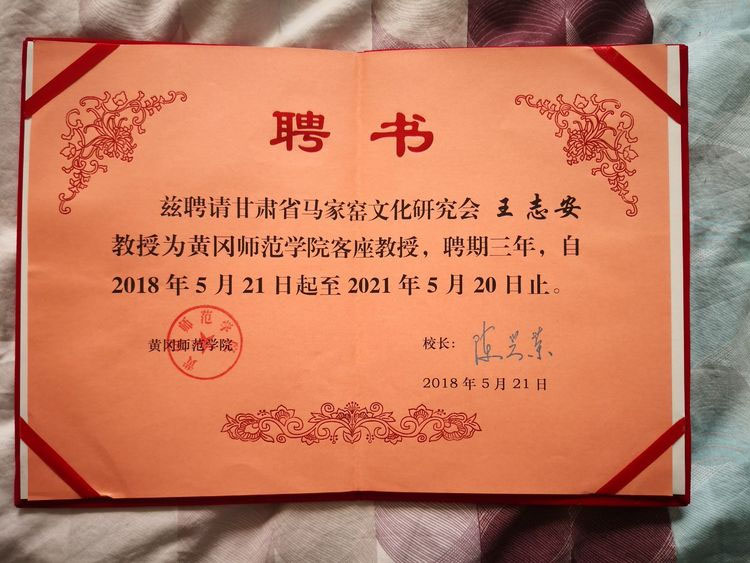 聘书
兹聘请甘肃省马家窑文化研究会 王志安
教授为黄冈师范学院客座教授，聘期三年，自
2018年5月21日起至2021年5月20日止。
黄冈师范学院
校长：
2018年5月21日